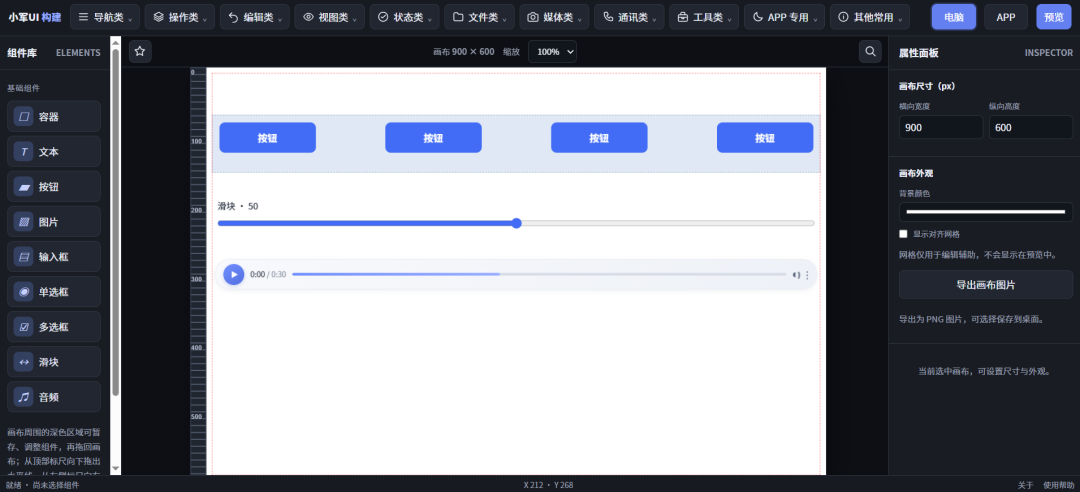 小军UI 构建
导航类
操作类
编辑类
视图类
状态类
文件类
媒体类
通讯类
工具类
APP 专用
其他常用
电脑
APP
预览
组件库 ELEMENTS
基础组件
容器
文本
按钮
图片
输入框
单选框
多选框
滑块
音频
画布周围的深色区域可暂
存、调整组件，再拖回画
布；从顶部标尺向下拖出
画布 900 × 600 缩放 100%
0
100
200
300
400
500
按钮 按钮 按钮 按钮
滑块 · 50
0:00 / 0:30
属性面板 INSPECTOR
画布尺寸（px）
横向宽度 纵向高度
900 600
画布外观
背景颜色
显示对齐网格
网格仅用于编辑辅助，不会显示在预览中。
导出画布图片
导出为 PNG 图片，可选择保存到桌面。
当前选中画布，可设置尺寸与外观。
就绪 · 尚未选择组件
X 212 · Y 268
关于 使用帮助